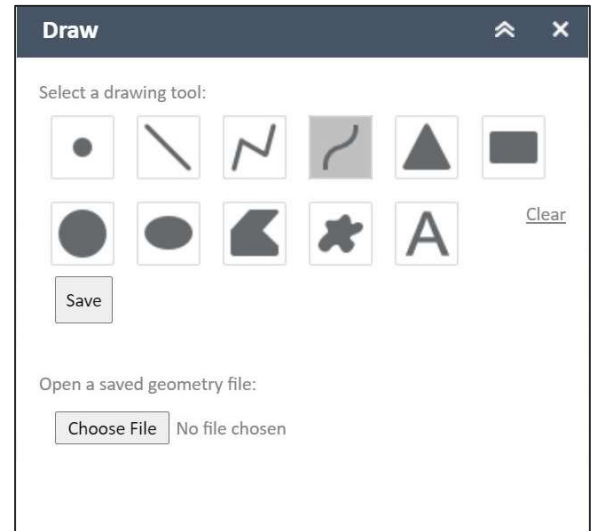 Draw
Select a drawing tool:
A
Clear
Save
Open a saved geometry file:
Choose File No file chosen